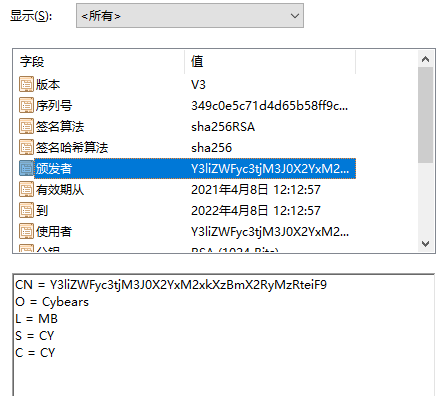 显示(S): <所有>
字段 值
版本 V3
序列号 349c0e5c71d4d65b58ff9c...
签名算法 sha256RSA
签名哈希算法 sha256
颁发者 Y3liZWFyc3tjM3J0X2YxM2...
有效期从 2021年4月8日 12:12:57
到 2022年4月8日 12:12:57
使用者 Y3liZWFyc3tjM3J0X2YxM2...
公钥 RSA (1024 Bits)
CN = Y3liZWFyc3tjM3J0X2YxM2xkXzBmX2RyMzRteiF9
O = Cybears
L = MB
S = CY
C = CY